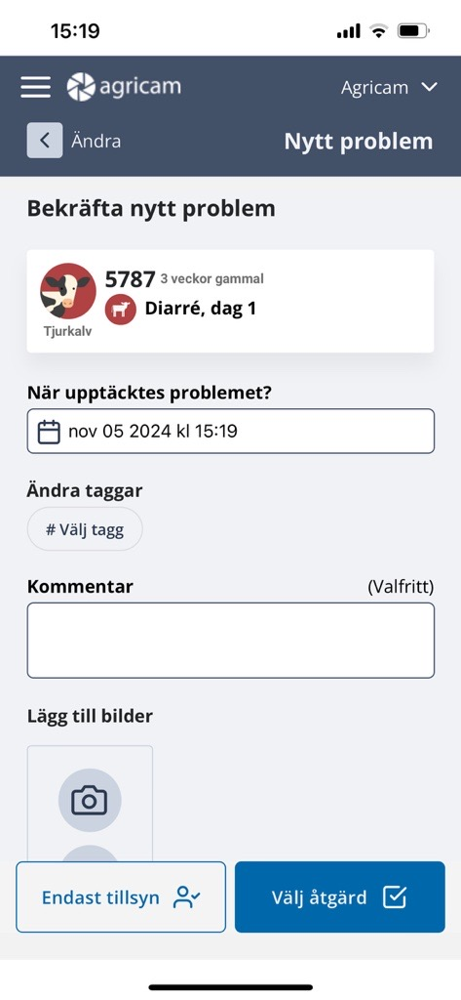 15:19
agricam
Agricam
Ändra
Nytt problem
Bekräfta nytt problem
5787 3 veckor gammal
Diarré, dag 1
Tjurkalv
När upptäcktes problemet?
nov 05 2024 kl 15:19
Ändra taggar
# Välj tagg
Kommentar (Valfritt)
Lägg till bilder
Endast tillsyn
Välj åtgärd